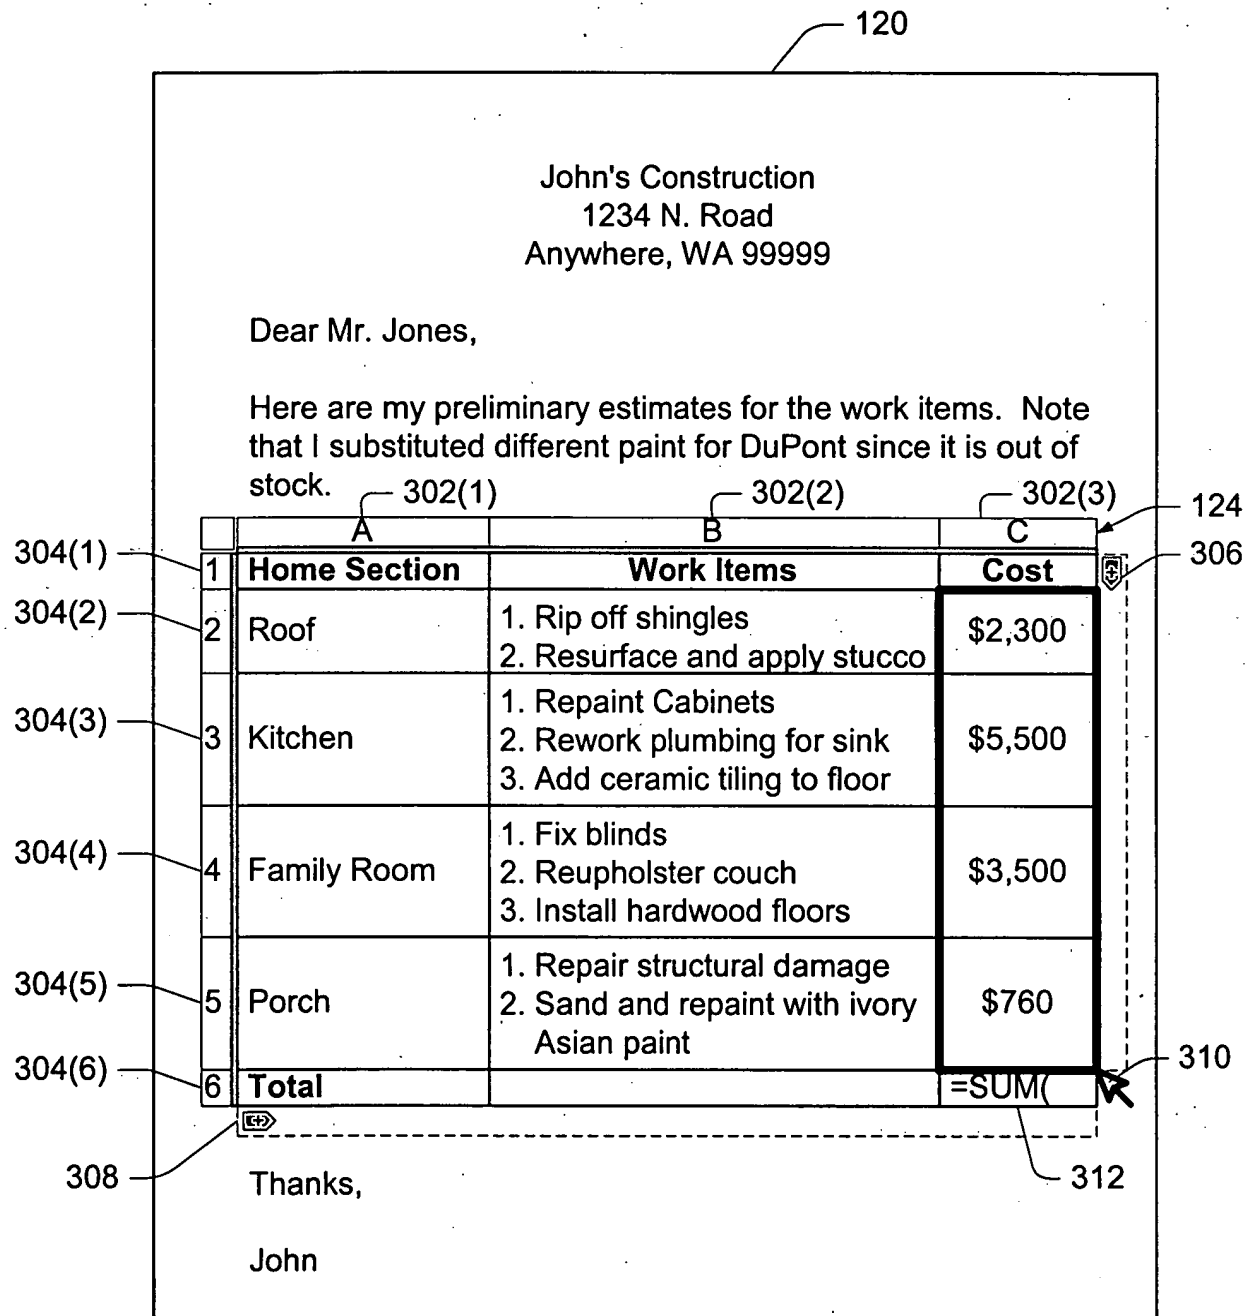 120
John's Construction
1234 N. Road
Anywhere, WA 99999
Dear Mr. Jones,
Here are my preliminary estimates for the work items. Note
that I substituted different paint for DuPont since it is out of
stock.
302(1) 302(2) 302(3)
124
A B C
304(1) 306
1 Home Section Work Items Cost
304(2)
2 Roof 1. Rip off shingles $2,300
2. Resurface and apply stucco
304(3)
3 Kitchen 1. Repaint Cabinets $5,500
2. Rework plumbing for sink
3. Add ceramic tiling to floor
304(4)
4 Family Room 1. Fix blinds $3,500
2. Reupholster couch
3. Install hardwood floors
304(5)
5 Porch 1. Repair structural damage $760
2. Sand and repaint with ivory
Asian paint
304(6) 310
6 Total =SUM(
308 312
Thanks,
John